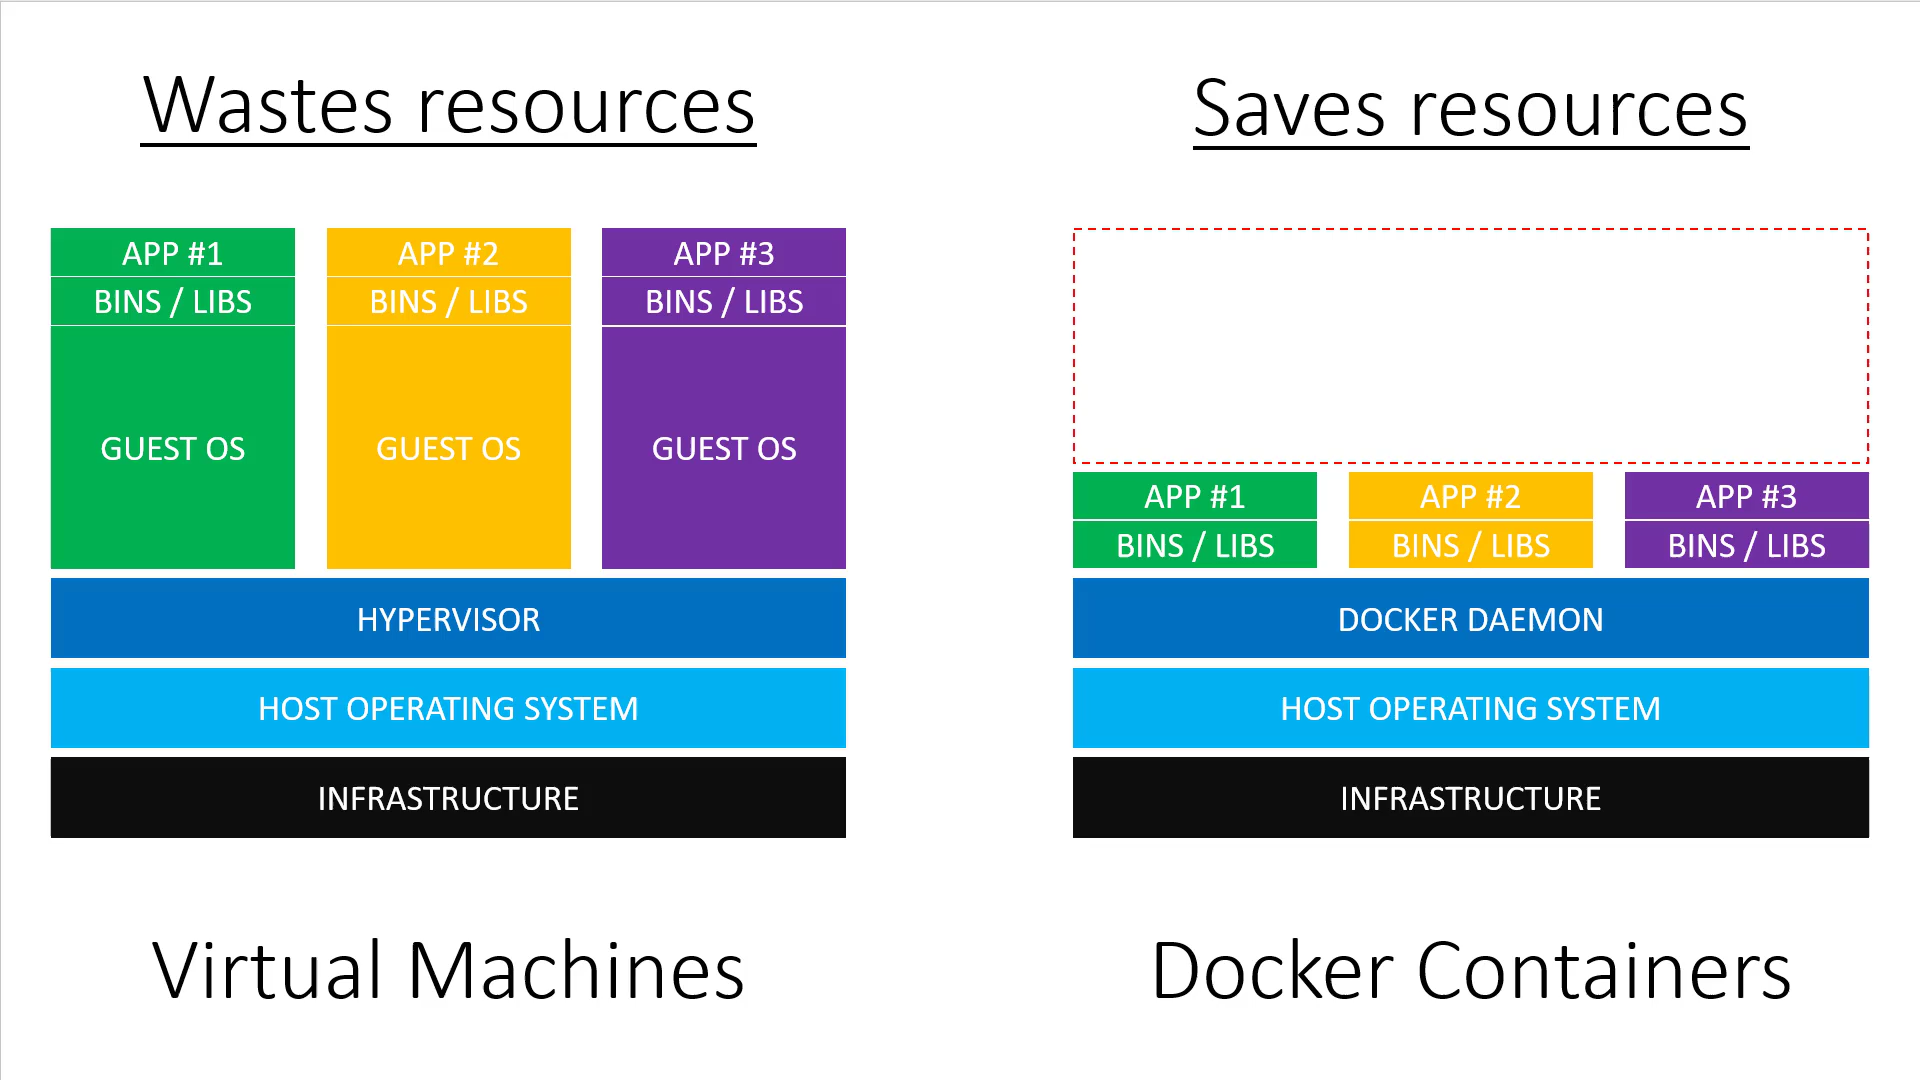 Wastes resources
APP #1
BINS / LIBS
GUEST OS
APP #2
BINS / LIBS
GUEST OS
APP #3
BINS / LIBS
GUEST OS
HYPERVISOR
HOST OPERATING SYSTEM
INFRASTRUCTURE
Virtual Machines
Saves resources
APP #1
BINS / LIBS
APP #2
BINS / LIBS
APP #3
BINS / LIBS
DOCKER DAEMON
HOST OPERATING SYSTEM
INFRASTRUCTURE
Docker Containers